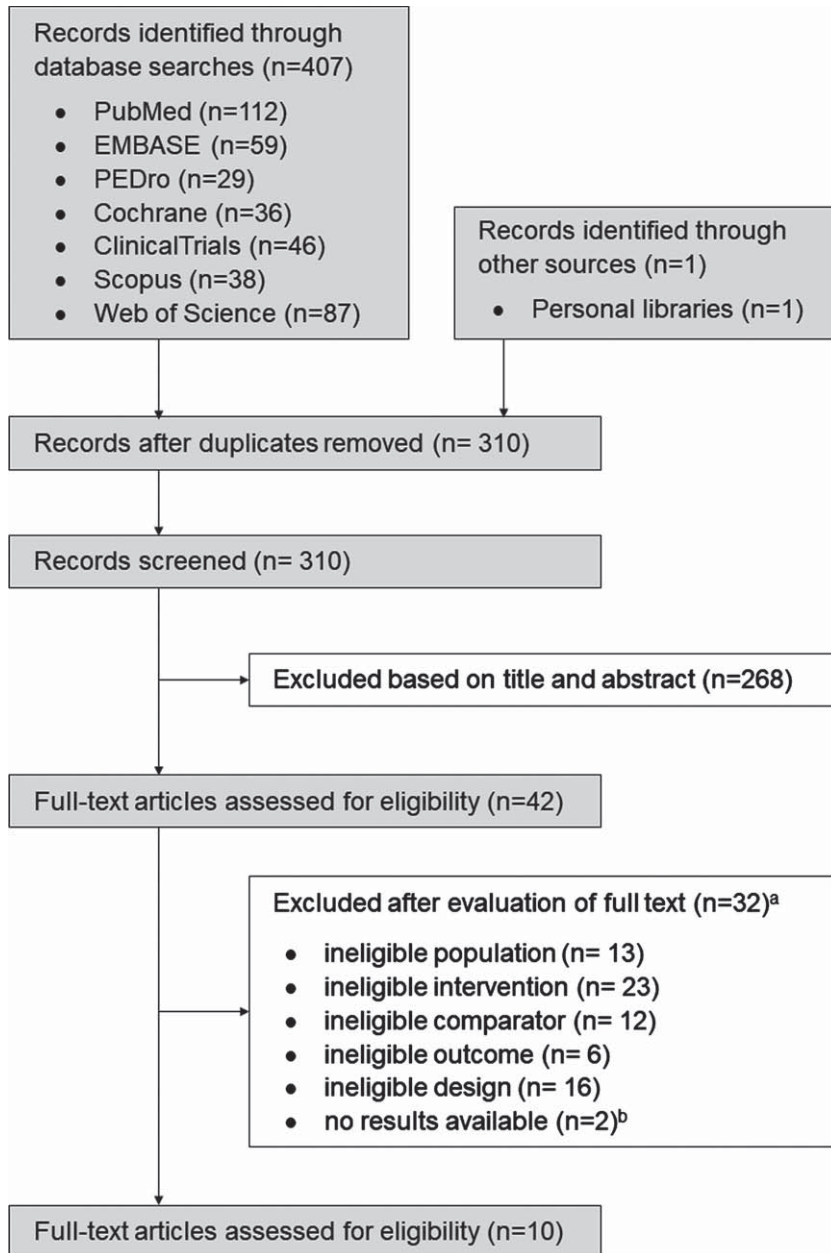 Records identified through
database searches (n=407)
• PubMed (n=112)
• EMBASE (n=59)
• PEDro (n=29)
• Cochrane (n=36)
• ClinicalTrials (n=46)
• Scopus (n=38)
• Web of Science (n=87)
Records identified through
other sources (n=1)
• Personal libraries (n=1)
Records after duplicates removed (n= 310)
Records screened (n= 310)
Excluded based on title and abstract (n=268)
Full-text articles assessed for eligibility (n=42)
Excluded after evaluation of full text (n=32)ᵃ
• ineligible population (n= 13)
• ineligible intervention (n= 23)
• ineligible comparator (n= 12)
• ineligible outcome (n= 6)
• ineligible design (n= 16)
• no results available (n=2)ᵇ
Full-text articles assessed for eligibility (n=10)